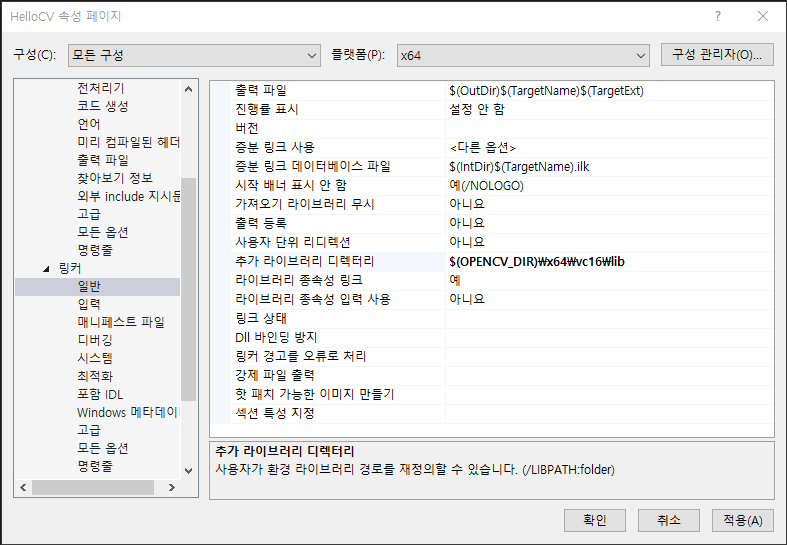 HelloCV 속성 페이지
구성(C): 모든 구성 플랫폼(P): x64 구성 관리자(O)...
전처리기
코드 생성
언어
미리 컴파일된 헤더
출력 파일
찾아보기 정보
외부 include 지시문
고급
모든 옵션
명령줄
링커
일반
입력
매니페스트 파일
디버깅
시스템
최적화
포함 IDL
Windows 메타데이
고급
모든 옵션
명령줄
출력 파일 $(OutDir)$(TargetName)$(TargetExt)
진행률 표시 설정 안 함
버전
증분 링크 사용 <다른 옵션>
증분 링크 데이터베이스 파일 $(IntDir)$(TargetName).ilk
시작 배너 표시 안 함 예(/NOLOGO)
가져오기 라이브러리 무시 아니요
출력 등록 아니요
사용자 단위 리디렉션 아니요
추가 라이브러리 디렉터리 $(OPENCV_DIR)₩x64₩vc16₩lib
라이브러리 종속성 링크 예
라이브러리 종속성 입력 사용 아니요
링크 상태
Dll 바인딩 방지
링커 경고를 오류로 처리
강제 파일 출력
핫 패치 가능한 이미지 만들기
섹션 특성 지정
추가 라이브러리 디렉터리
사용자가 환경 라이브러리 경로를 재정의할 수 있습니다. (/LIBPATH:folder)
확인 취소 적용(A)